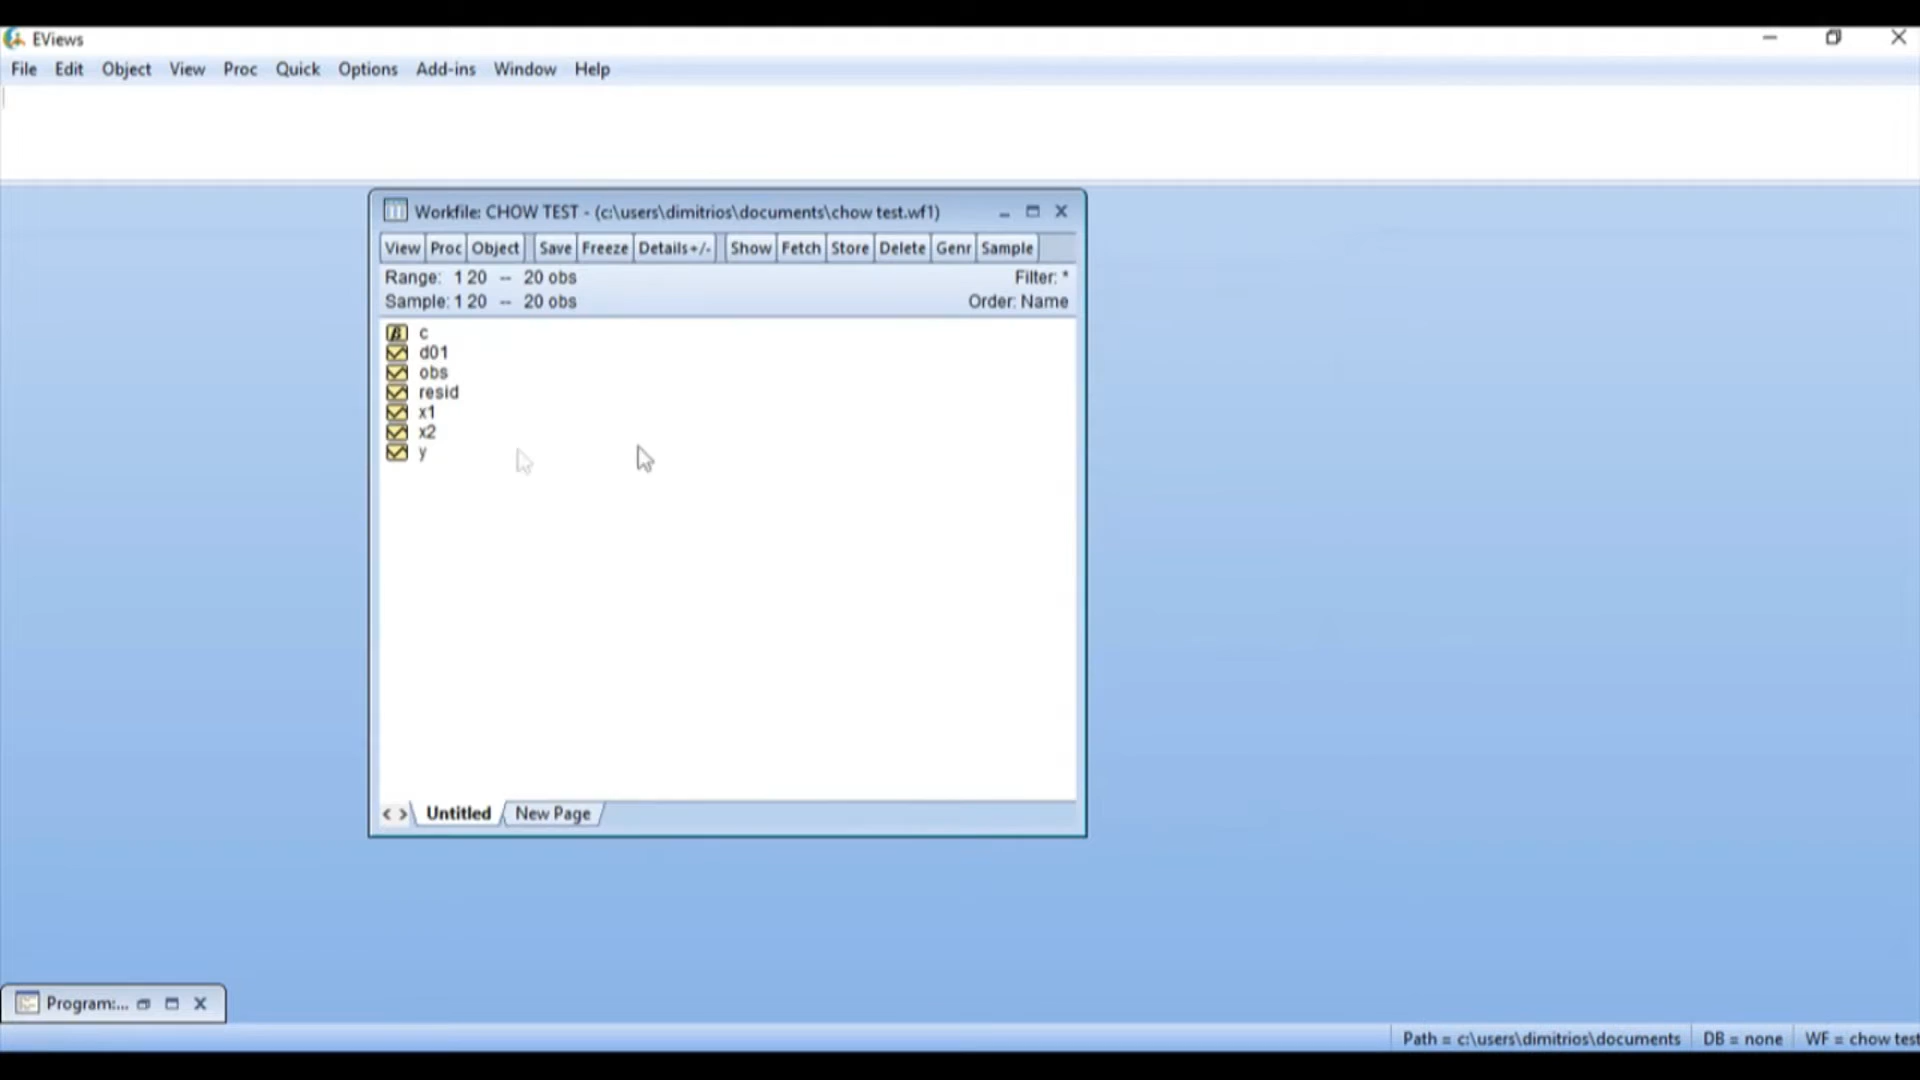 EViews
File Edit Object View Proc Quick Options Add-ins Window Help
Workfile: CHOW TEST - (c:\users\dimitrios\documents\chow test.wf1)
View Proc Object Save Freeze Details+/- Show Fetch Store Delete Genr Sample
Range: 1 20 -- 20 obs Filter: *
Sample: 1 20 -- 20 obs Order: Name
β c
d01
obs
resid
x1
x2
y
< > Untitled New Page
Program:...
Path = c:\users\dimitrios\documents DB = none WF = chow test